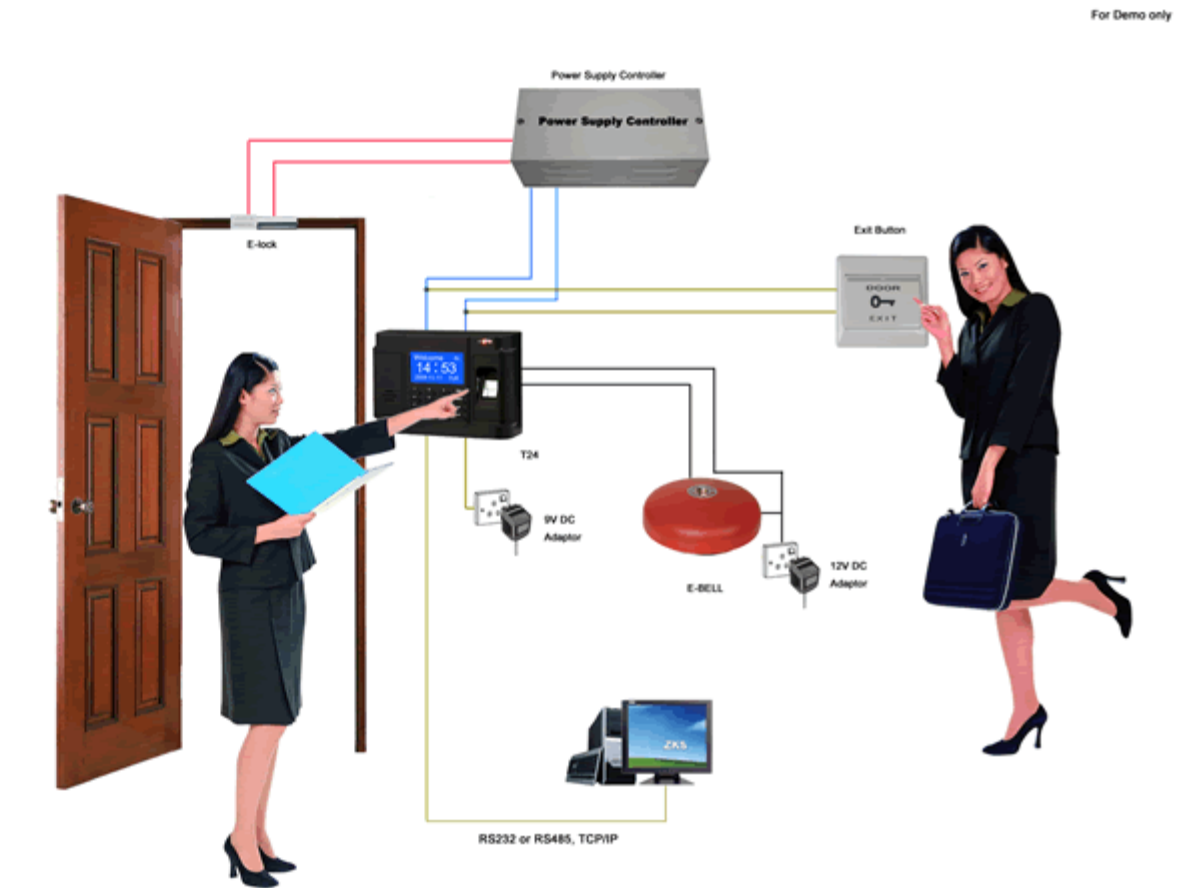 For Demo only
Power Supply Controller
Power Supply Controller
E-lock
Exit Button
DOOR
EXIT
Welcome
14:53
T24
9V DC
Adaptor
E-BELL
12V DC
Adaptor
ZKS
RS232 or RS485, TCP/IP